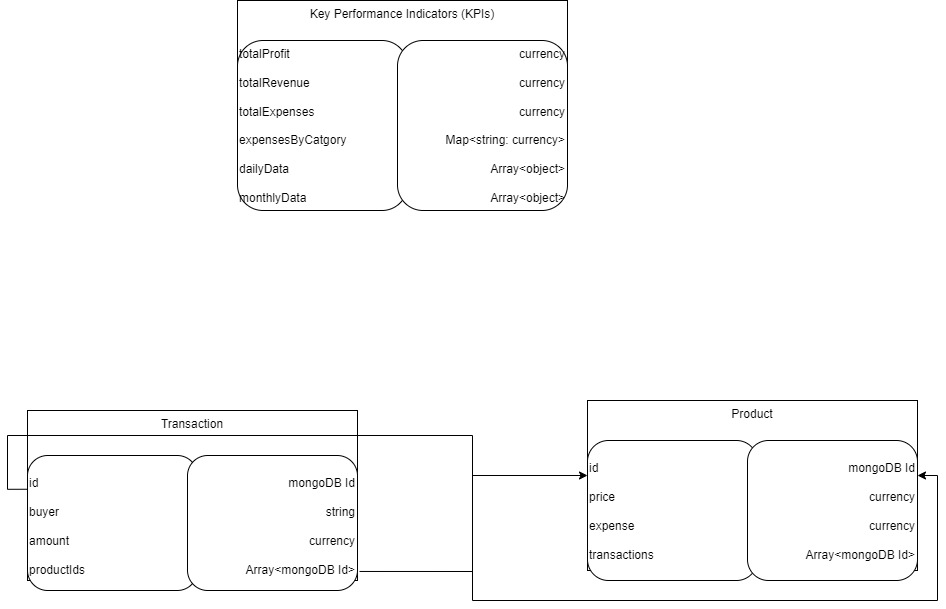 Key Performance Indicators (KPIs)
totalProfit currency
totalRevenue currency
totalExpenses currency
expensesByCatgory Map<string: currency>
dailyData Array<object>
monthlyData Array<object>
Transaction
id mongoDB Id
buyer string
amount currency
productIds Array<mongoDB Id>
Product
id mongoDB Id
price currency
expense currency
transactions Array<mongoDB Id>